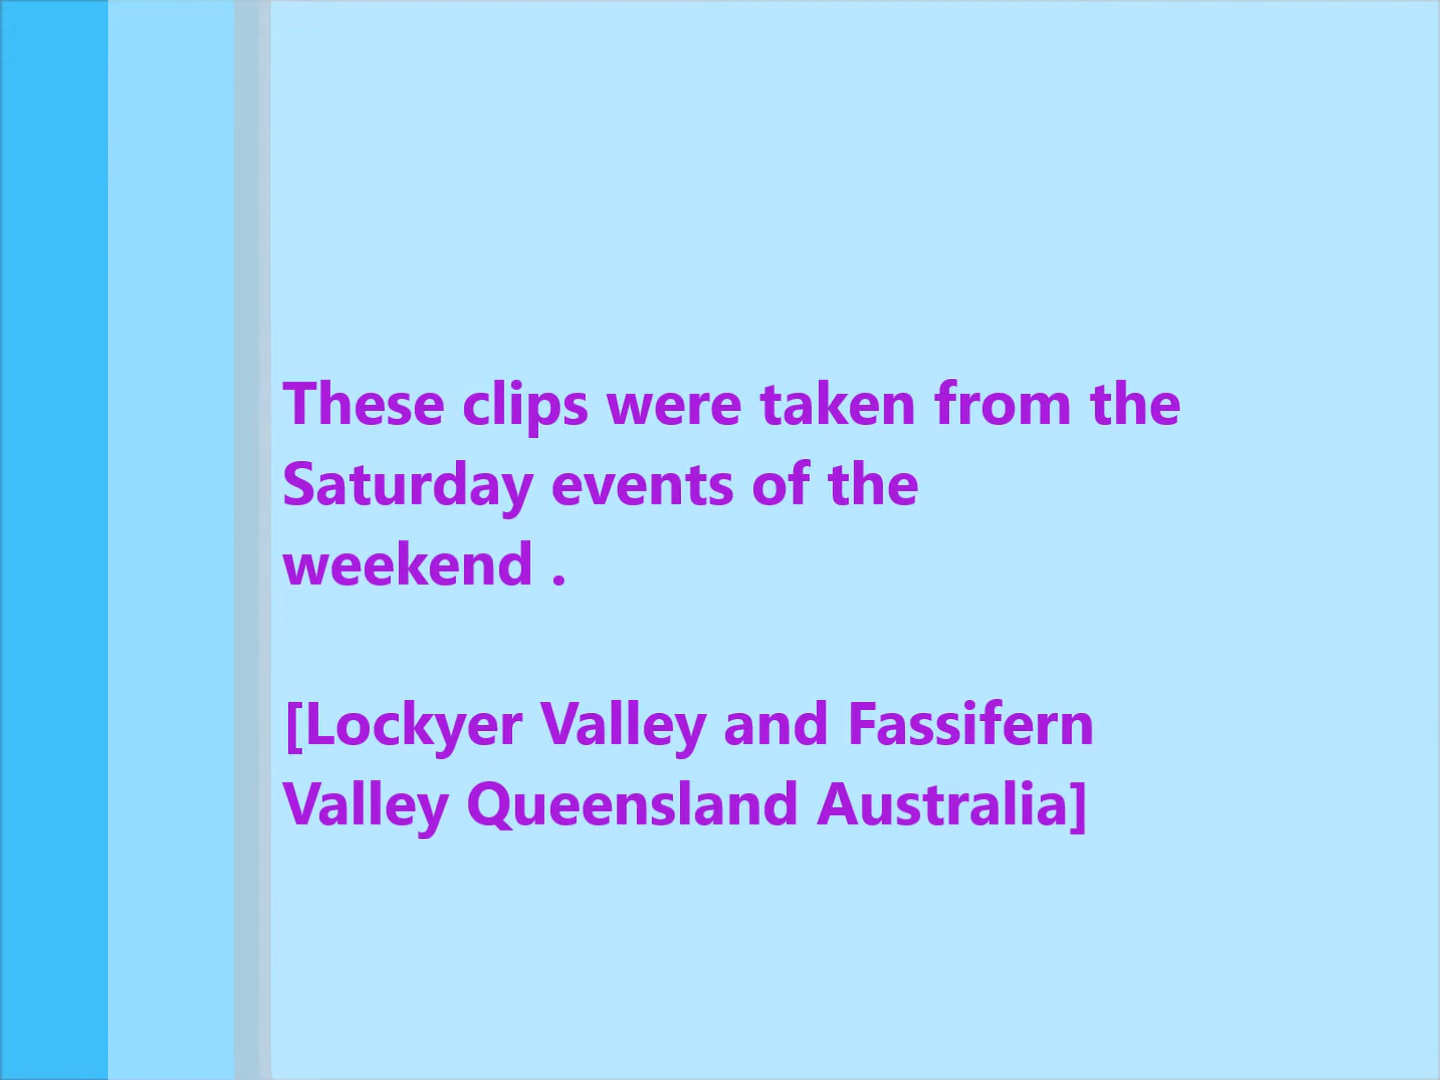 These clips were taken from the
Saturday events of the
weekend .
[Lockyer Valley and Fassifern
Valley Queensland Australia]